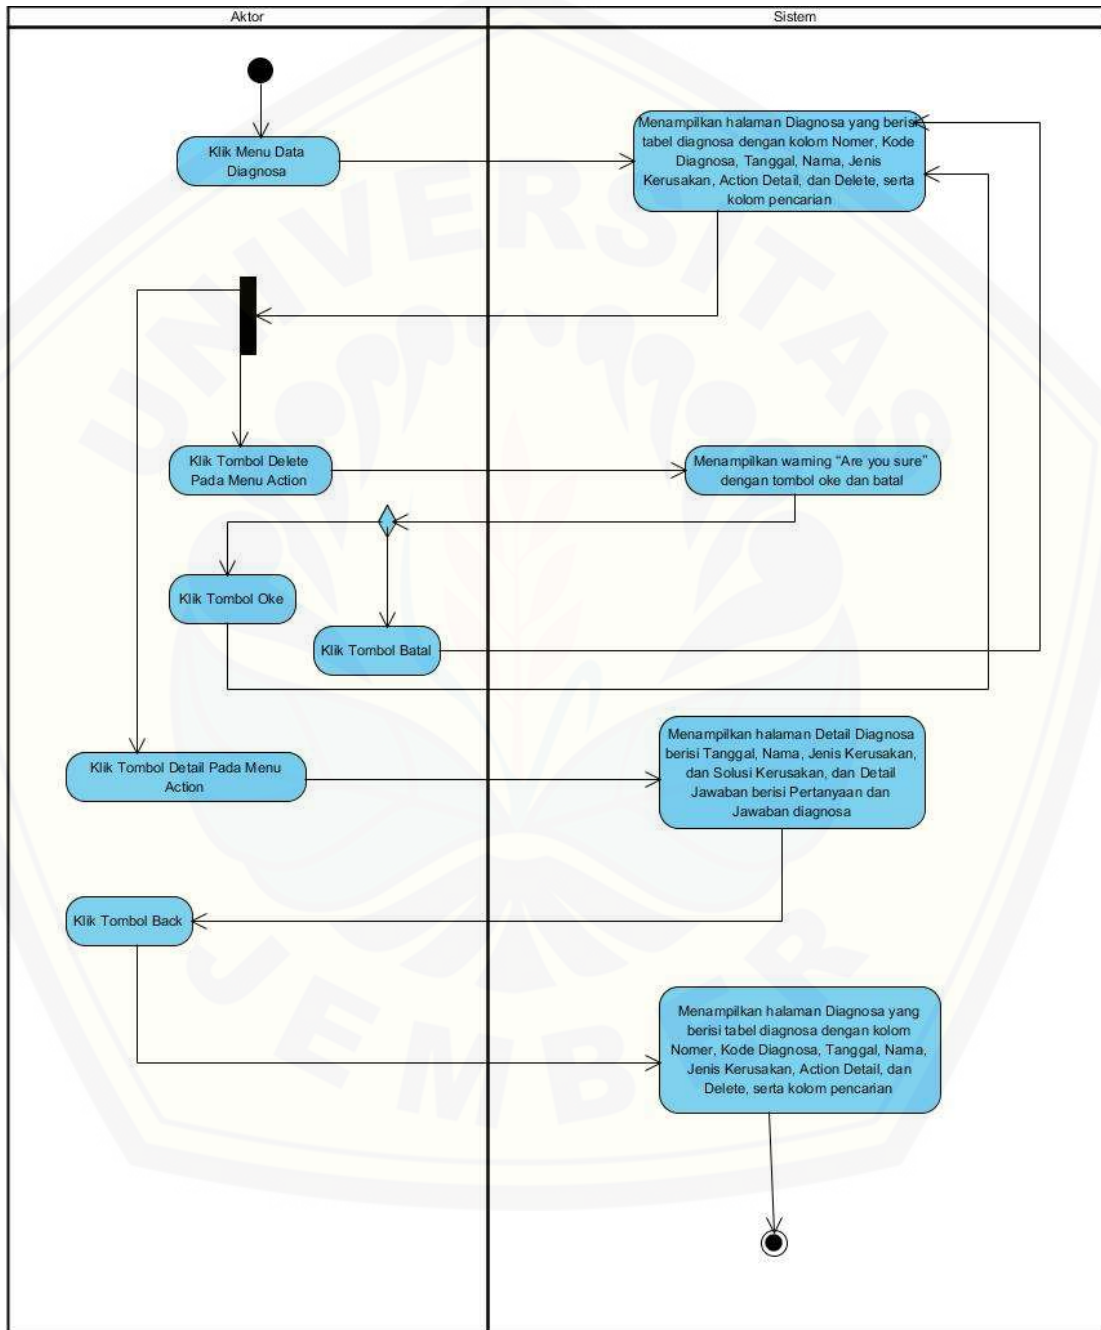 Aktor
Sistem
Klik Menu Data
Diagnosa
Menampilkan halaman Diagnosa yang berisi
tabel diagnosa dengan kolom Nomer, Kode
Diagnosa, Tanggal, Nama, Jenis
Kerusakan, Action Detail, dan Delete, serta
kolom pencarian
Klik Tombol Delete
Pada Menu Action
Menampilkan warning "Are you sure"
dengan tombol oke dan batal
Klik Tombol Oke
Klik Tombol Batal
Klik Tombol Detail Pada Menu
Action
Menampilkan halaman Detail Diagnosa
berisi Tanggal, Nama, Jenis Kerusakan,
dan Solusi Kerusakan, dan Detail
Jawaban berisi Pertanyaan dan
Jawaban diagnosa
Klik Tombol Back
Menampilkan halaman Diagnosa yang
berisi tabel diagnosa dengan kolom
Nomer, Kode Diagnosa, Tanggal, Nama,
Jenis Kerusakan, Action Detail, dan
Delete, serta kolom pencarian
UNIVERSITAS
JEMBER